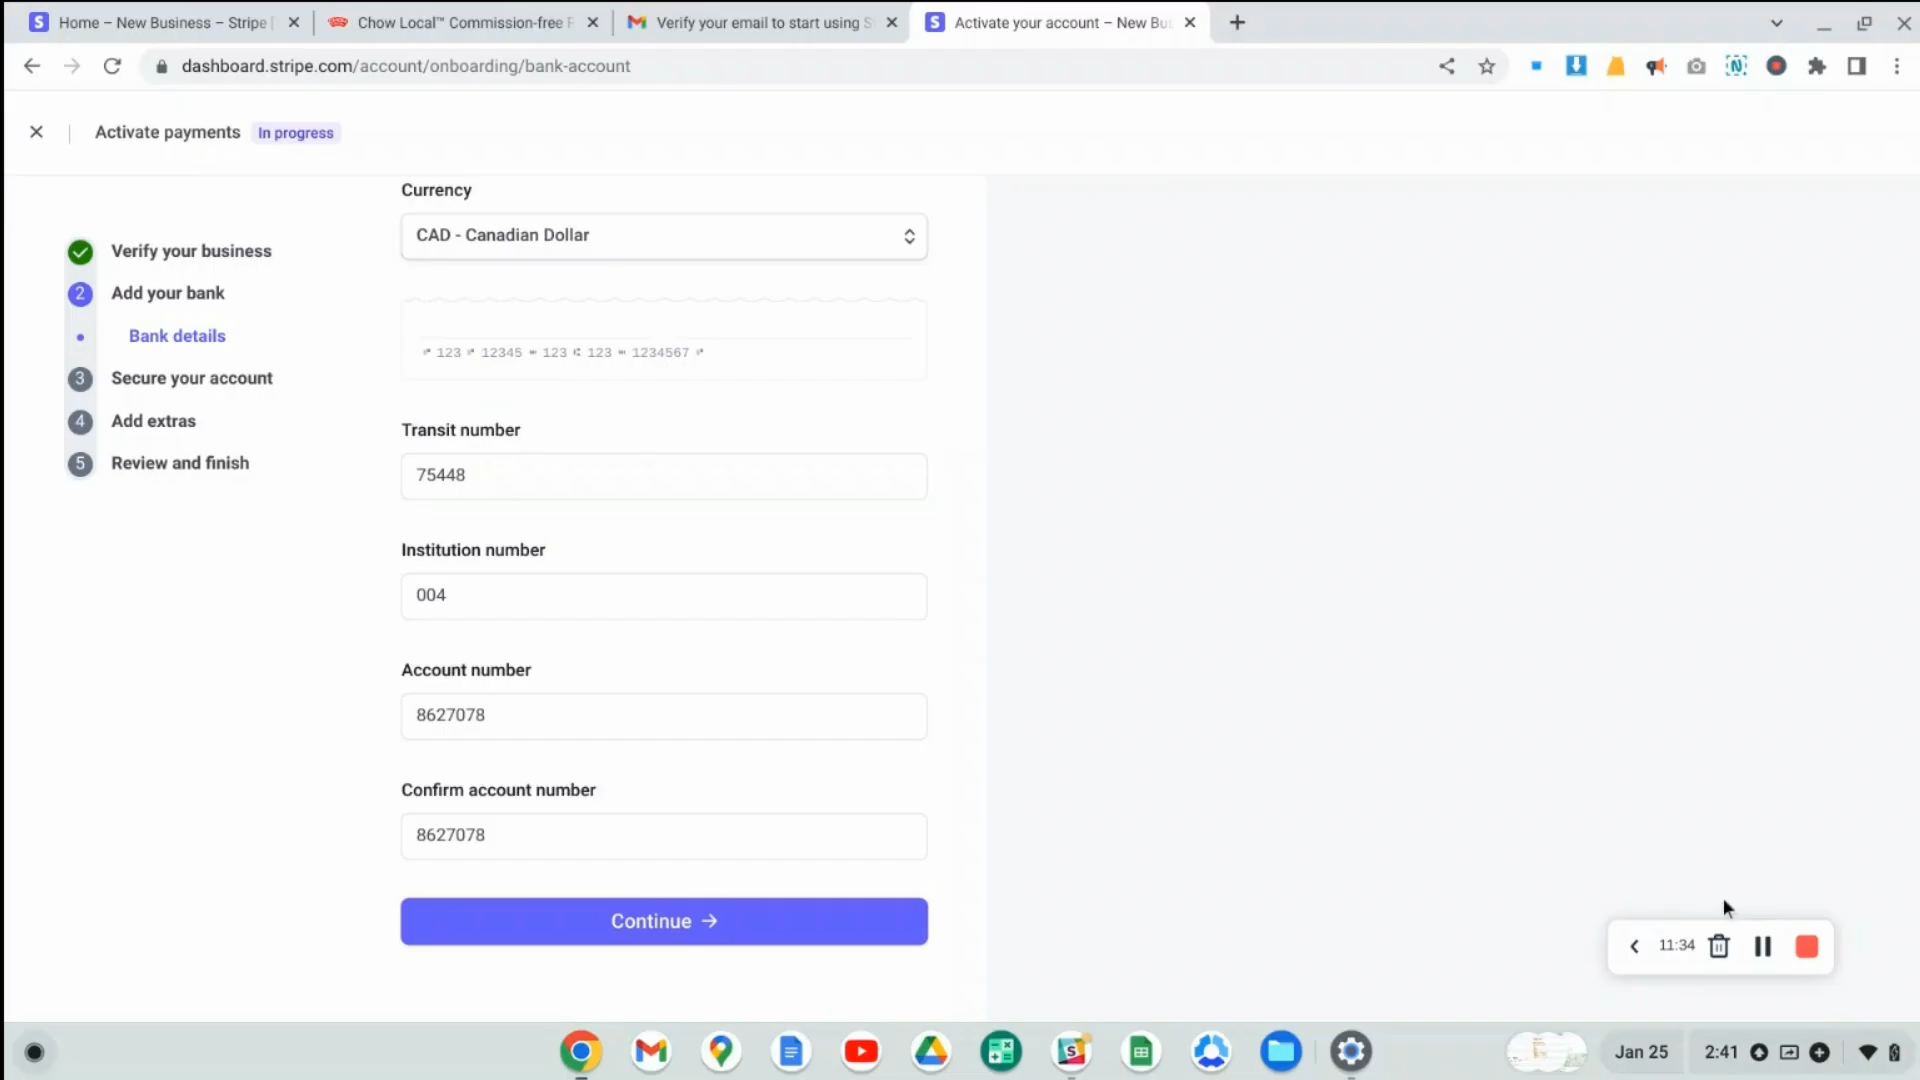 Home – New Business – Stripe
Chow Local™ Commission-free
Verify your email to start using
Activate your account – New Bu
dashboard.stripe.com/account/onboarding/bank-account
Activate payments
In progress
Verify your business
2 Add your bank
Bank details
3 Secure your account
4 Add extras
5 Review and finish
Currency
CAD - Canadian Dollar
⑈ 123 ⑈ 12345 ⑉ 123 ⑆ 123 ⑉ 1234567 ⑈
Transit number
75448
Institution number
004
Account number
8627078
Confirm account number
8627078
Continue →
11:34
Jan 25
2:41